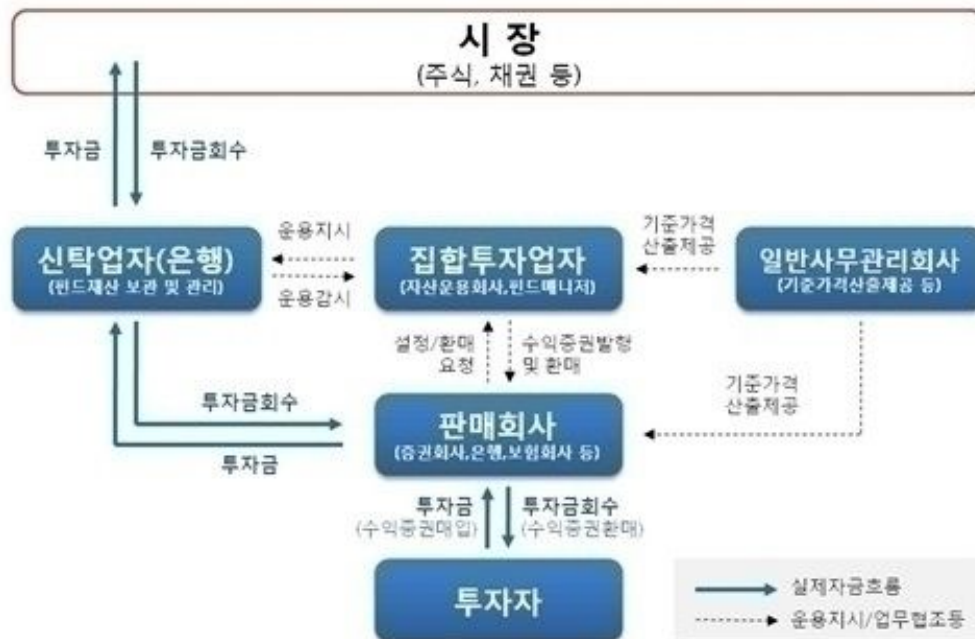 시 장
(주식, 채권 등)
투자금
투자금회수
신탁업자(은행)
(펀드재산 보관 및 관리)
운용지시
운용감시
집합투자업자
(자산운용회사,펀드매니저)
기준가격
산출제공
일반사무관리회사
(기준가격산출제공 등)
설정/환매
요청
수익증권발행
및 환매
기준가격
산출제공
투자금회수
투자금
판매회사
(증권회사,은행,보험회사 등)
투자금
(수익증권매입)
투자금회수
(수익증권환매)
투자자
실제자금흐름
운용지시/업무협조등